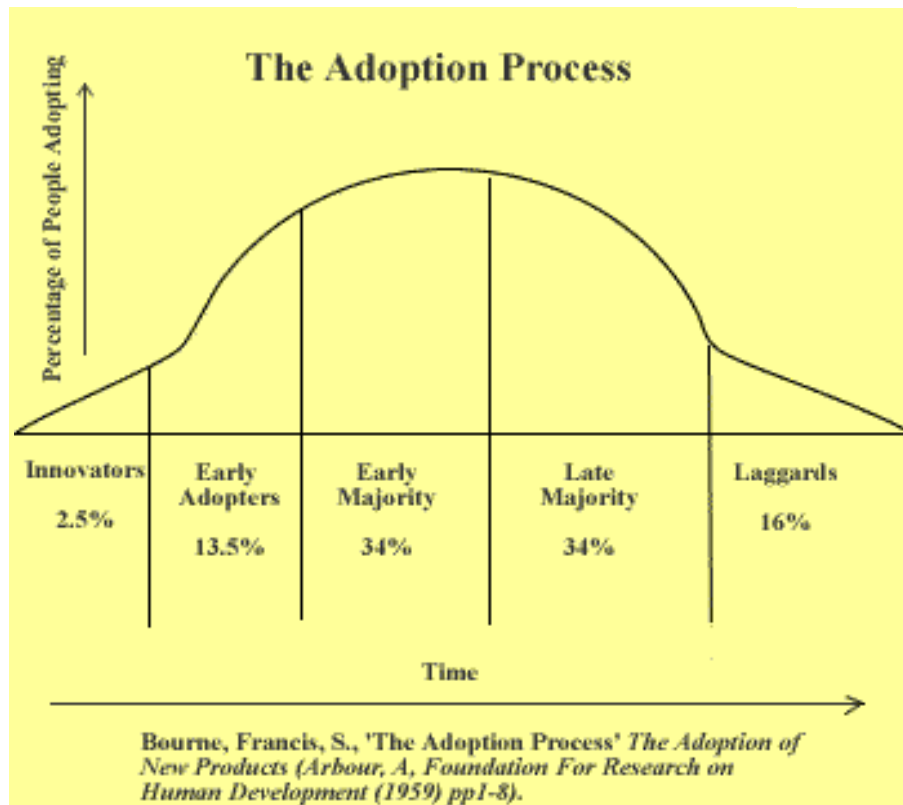 The Adoption Process
Percentage of People Adopting
Innovators
2.5%
Early
Adopters
13.5%
Early
Majority
34%
Late
Majority
34%
Laggards
16%
Time
Bourne, Francis, S., 'The Adoption Process' The Adoption of
New Products (Arbour, A, Foundation For Research on
Human Development (1959) pp1-8).